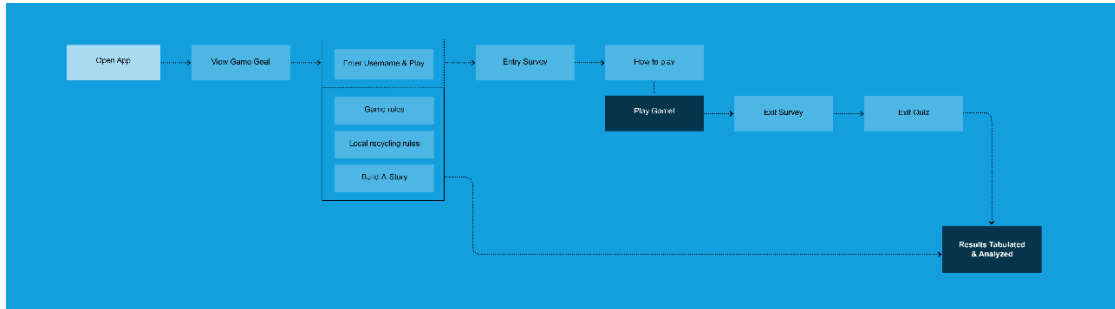 Open App
View Game Goal
Enter Username & Play
Entry Survey
How to play
Game rules
Play Game!
Exit Survey
Exit Quiz
Local recycling rules
Build A Story
Results Tabulated
& Analyzed